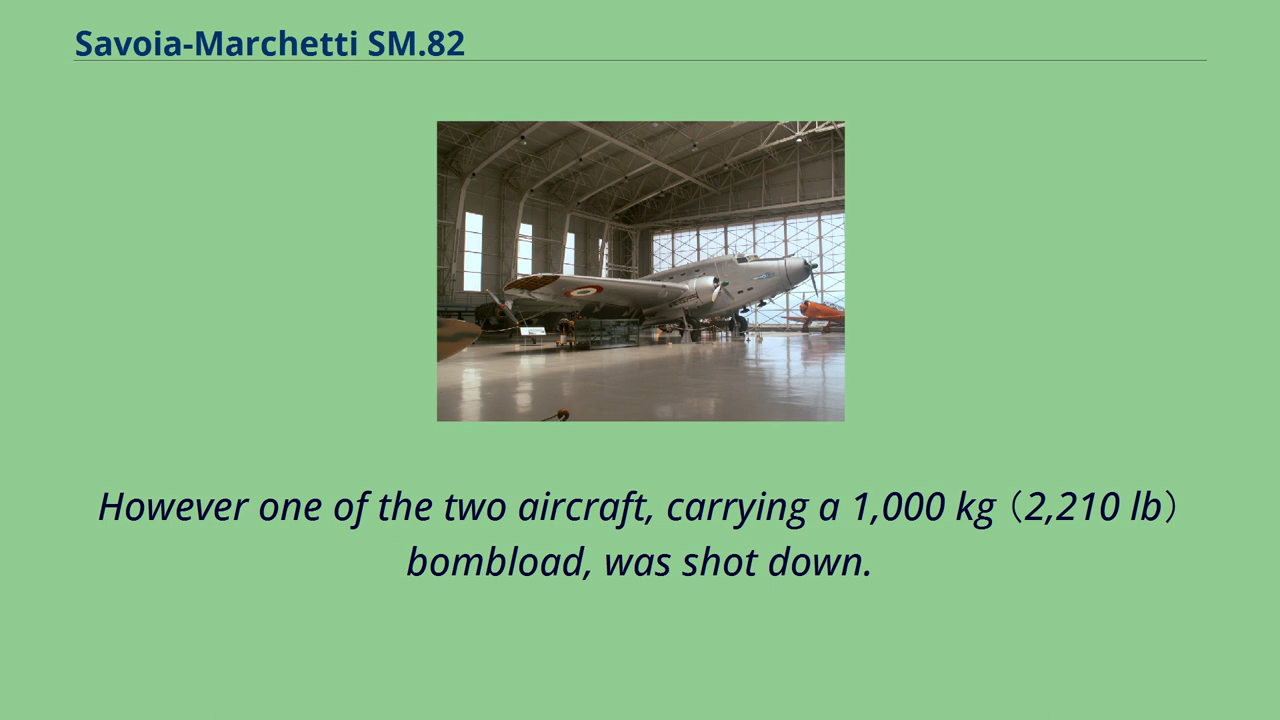 Savoia-Marchetti SM.82
However one of the two aircraft, carrying a 1,000 kg（2,210 lb）
bombload, was shot down.